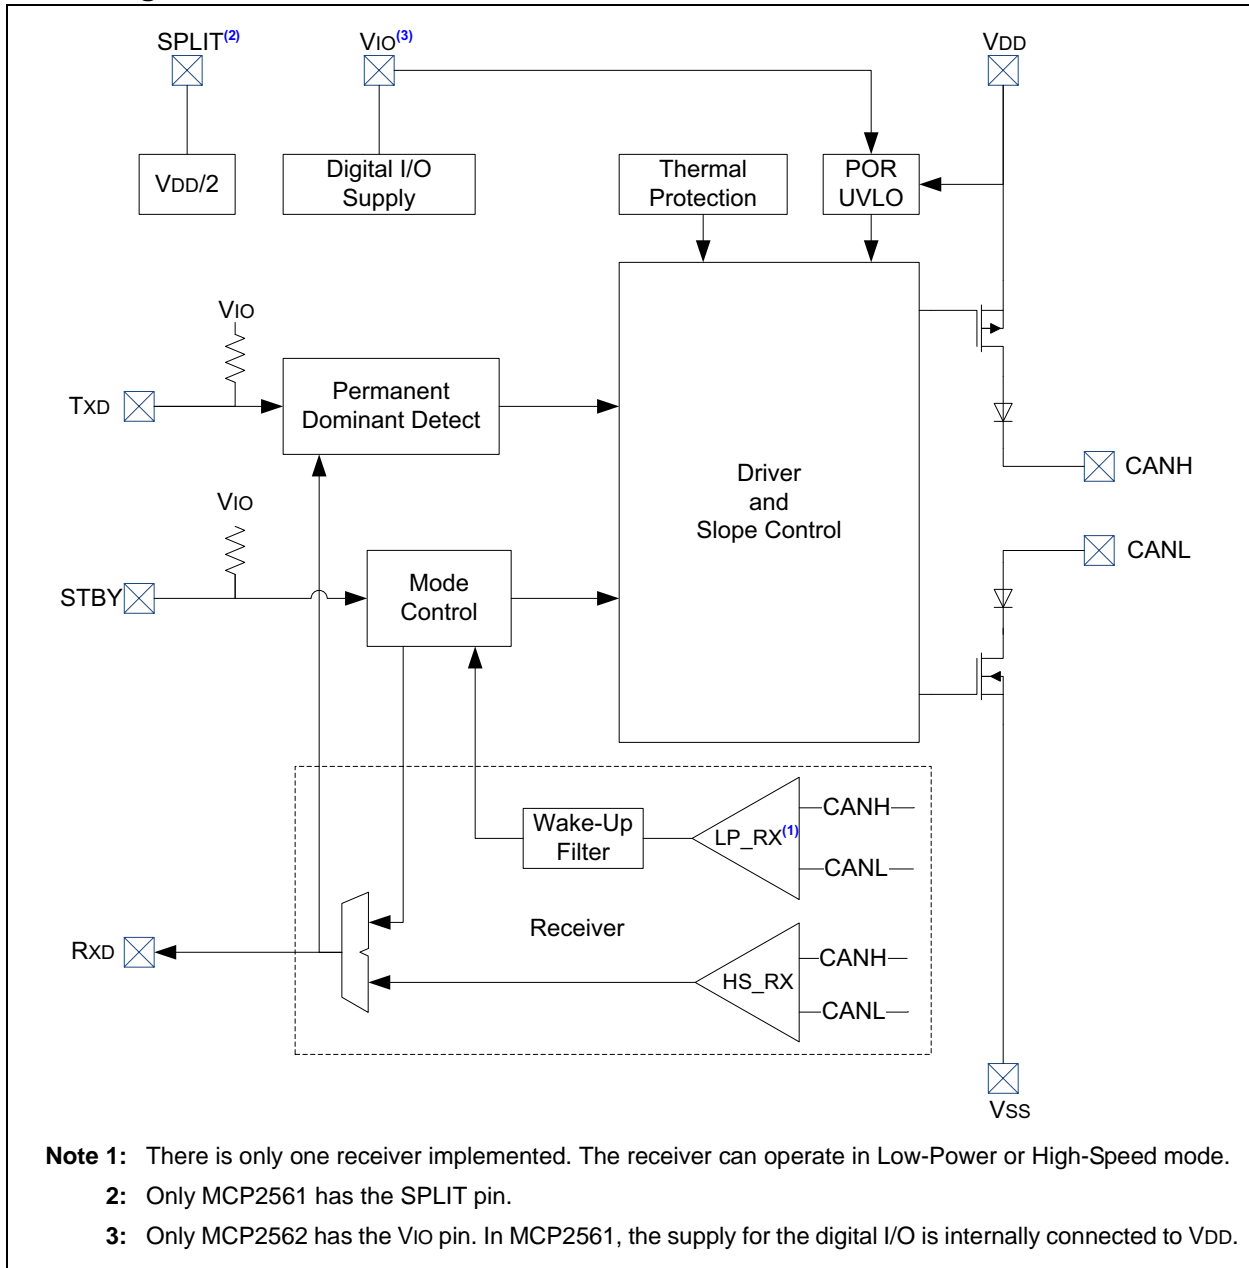 SPLIT(2)
VIO(3)
VDD
VDD/2
Digital I/O
Supply
Thermal
Protection
POR
UVLO
VIO
TXD
Permanent
Dominant Detect
Driver
and
Slope Control
CANH
VIO
CANL
STBY
Mode
Control
Wake-Up
Filter
LP_RX(1)
CANH
CANL
Receiver
RXD
HS_RX
CANH
CANL
VSS
Note 1: There is only one receiver implemented. The receiver can operate in Low-Power or High-Speed mode.
2: Only MCP2561 has the SPLIT pin.
3: Only MCP2562 has the VIO pin. In MCP2561, the supply for the digital I/O is internally connected to VDD.